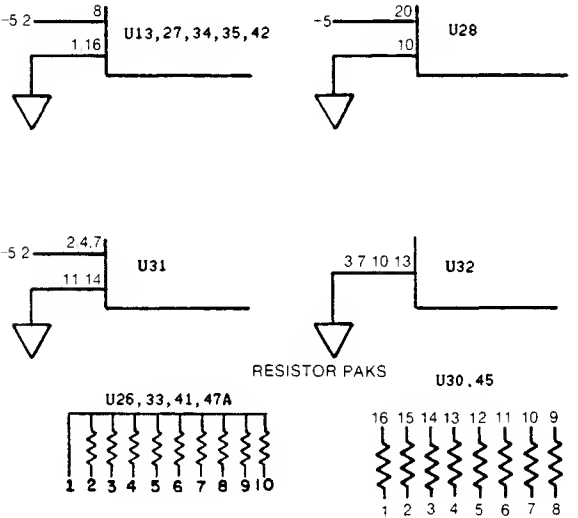 -5 2
8
U13,27,34,35,42
1,16
+5
20
U28
10
-5 2
2,4,7
U31
11 14
3 7 10 13
U32
RESISTOR PAKS
U26,33,41,47A
1 2 3 4 5 6 7 8 9 10
U30,45
16 15 14 13 12 11 10 9
1 2 3 4 5 6 7 8